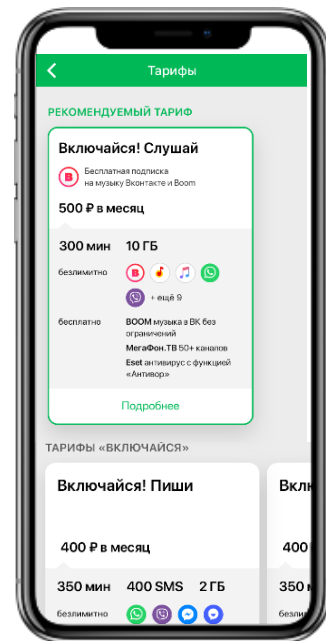 Тарифы
РЕКОМЕНДУЕМЫЙ ТАРИФ
Включайся! Слушай
Бесплатная подписка
на музыку Вконтакте и Boom
500 ₽ в месяц
300 мин 10 ГБ
безлимитно
+ ещё 9
бесплатно BOOM музыка в ВК без
ограничений
МегаФон.ТВ 50+ каналов
Eset антивирус с функцией
«Антивор»
Подробнее
ТАРИФЫ «ВКЛЮЧАЙСЯ»
Включайся! Пиши
Вкл
400 ₽ в месяц
400
350 мин 400 SMS 2 ГБ
350
безлимитно
безли